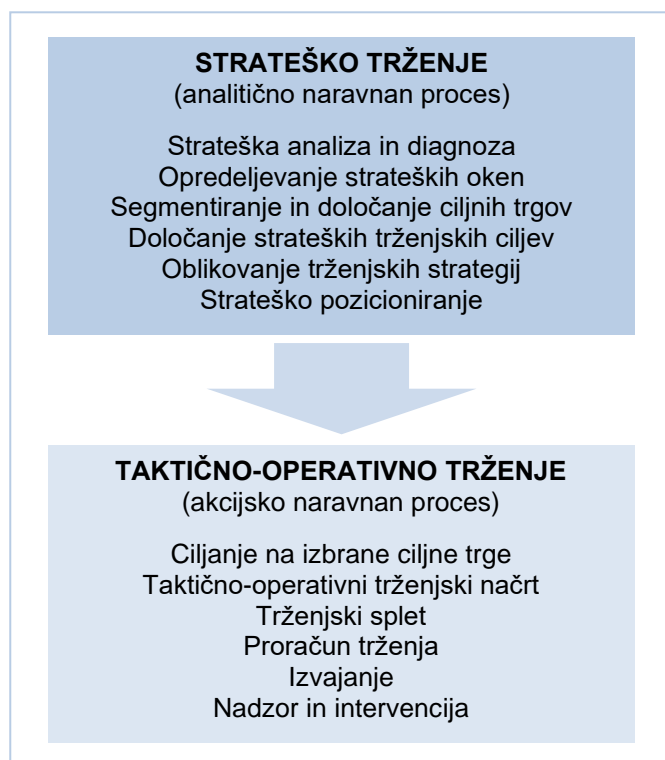 STRATEŠKO TRŽENJE
(analitično naravnan proces)
Strateška analiza in diagnoza
Opredeljevanje strateških oken
Segmentiranje in določanje ciljnih trgov
Določanje strateških trženjskih ciljev
Oblikovanje trženjskih strategij
Strateško pozicioniranje
TAKTIČNO-OPERATIVNO TRŽENJE
(akcijsko naravnan proces)
Ciljanje na izbrane ciljne trge
Taktično-operativni trženjski načrt
Trženjski splet
Proračun trženja
Izvajanje
Nadzor in intervencija